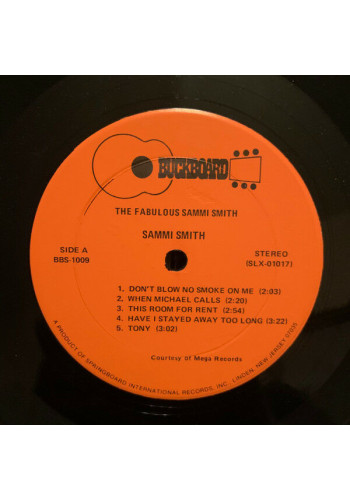 BUCKBOARD
THE FABULOUS SAMMI SMITH
SAMMI SMITH
SIDE A
BBS-1009
STEREO
(SLX-01017)
1. DON'T BLOW NO SMOKE ON ME (2:03)
2. WHEN MICHAEL CALLS (2:20)
3. THIS ROOM FOR RENT (2:54)
4. HAVE I STAYED AWAY TOO LONG (3:22)
5. TONY (3:02)
Courtesy of Mega Records
A PRODUCT OF SPRINGBOARD INTERNATIONAL RECORDS, INC. LINDEN, NEW JERSEY 07036